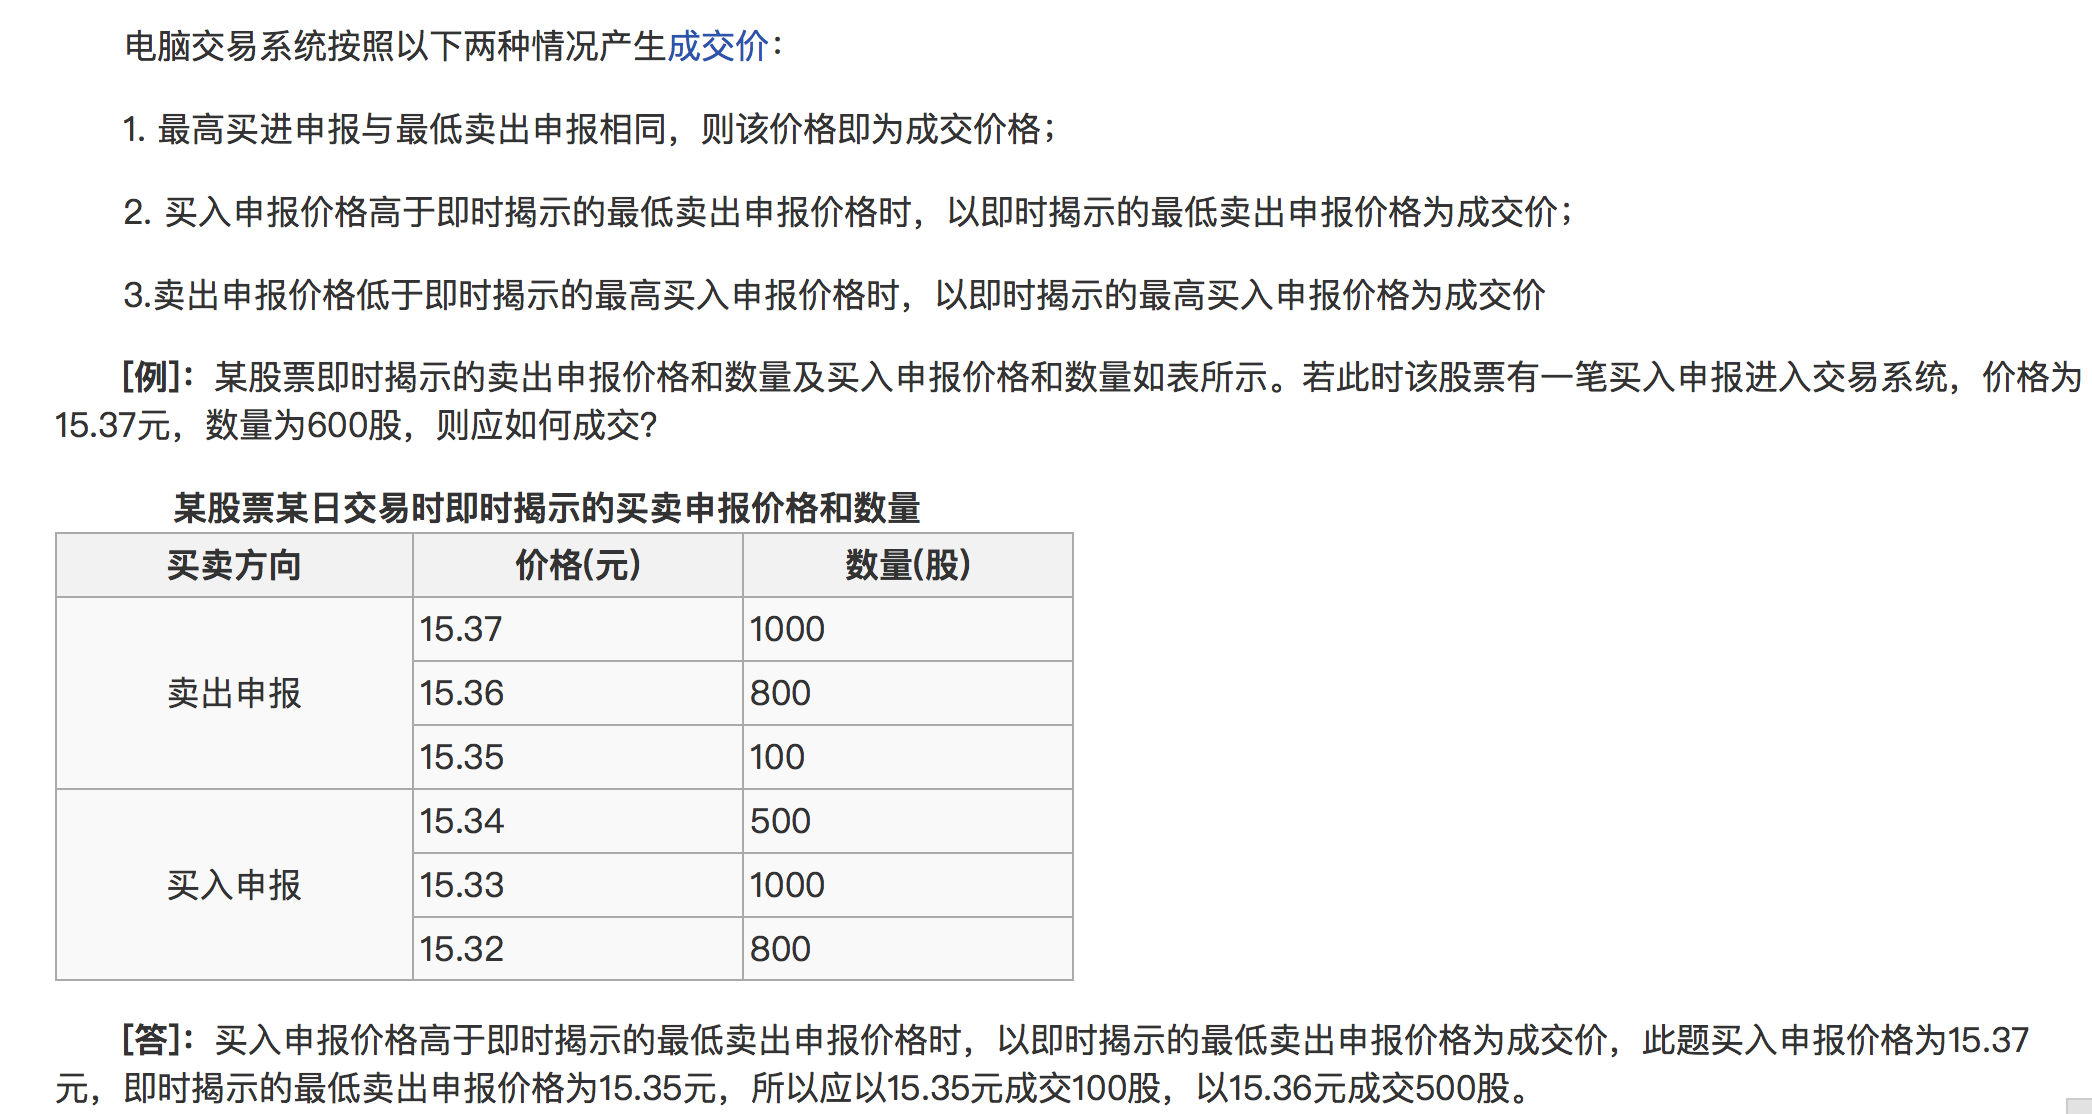 电脑交易系统按照以下两种情况产生成交价：
1. 最高买进申报与最低卖出申报相同，则该价格即为成交价格；
2. 买入申报价格高于即时揭示的最低卖出申报价格时，以即时揭示的最低卖出申报价格为成交价；
3.卖出申报价格低于即时揭示的最高买入申报价格时，以即时揭示的最高买入申报价格为成交价
[例]：某股票即时揭示的卖出申报价格和数量及买入申报价格和数量如表所示。若此时该股票有一笔买入申报进入交易系统，价格为
15.37元，数量为600股，则应如何成交?
某股票某日交易时即时揭示的买卖申报价格和数量
买卖方向 价格(元) 数量(股)
卖出申报 15.37 1000
15.36 800
15.35 100
买入申报 15.34 500
15.33 1000
15.32 800
[答]：买入申报价格高于即时揭示的最低卖出申报价格时，以即时揭示的最低卖出申报价格为成交价，此题买入申报价格为15.37
元，即时揭示的最低卖出申报价格为15.35元，所以应以15.35元成交100股，以15.36元成交500股。